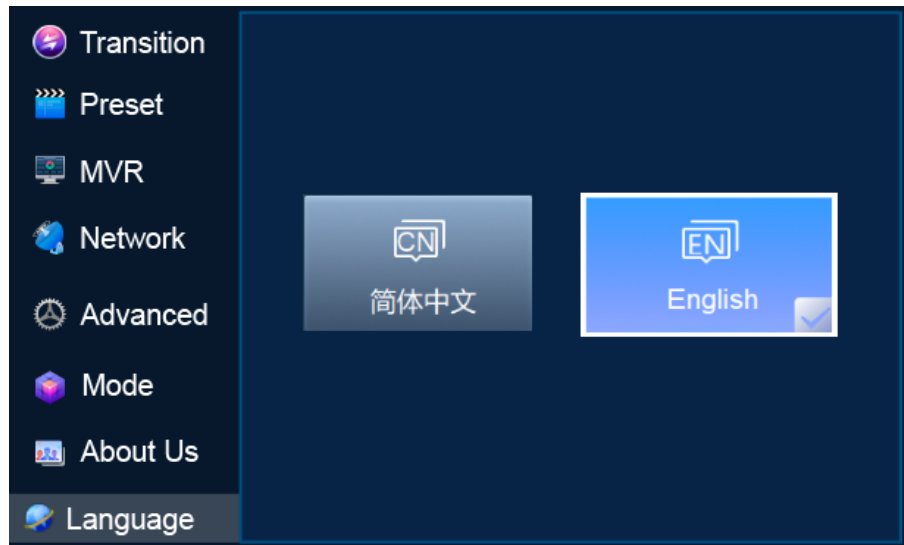 Transition
Preset
MVR
Network
Advanced
Mode
About Us
Language
CN
简体中文
EN
English